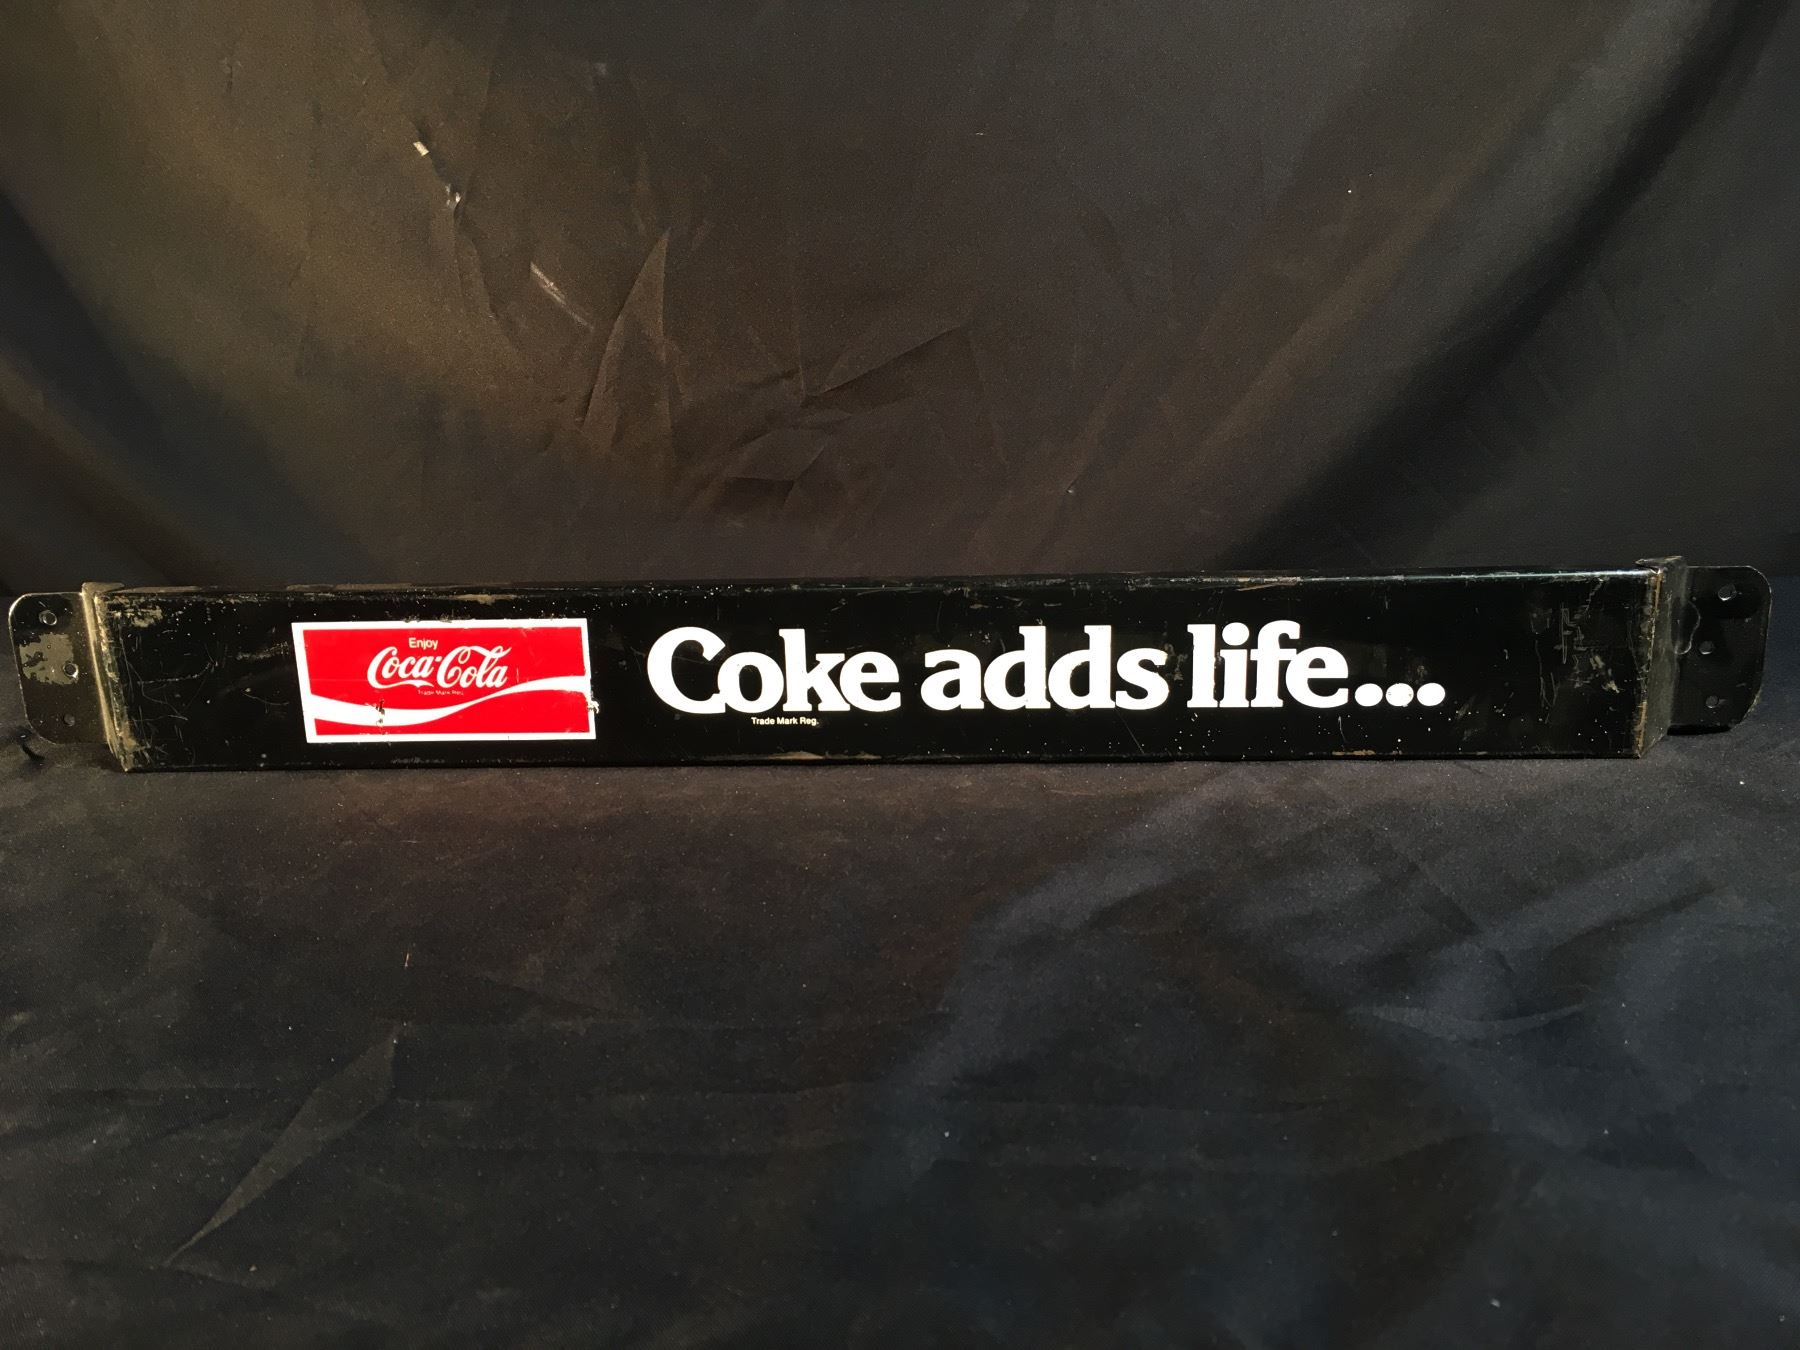 Enjoy
Coca-Cola
Trade Mark Reg.
Coke adds life...
Trade Mark Reg.